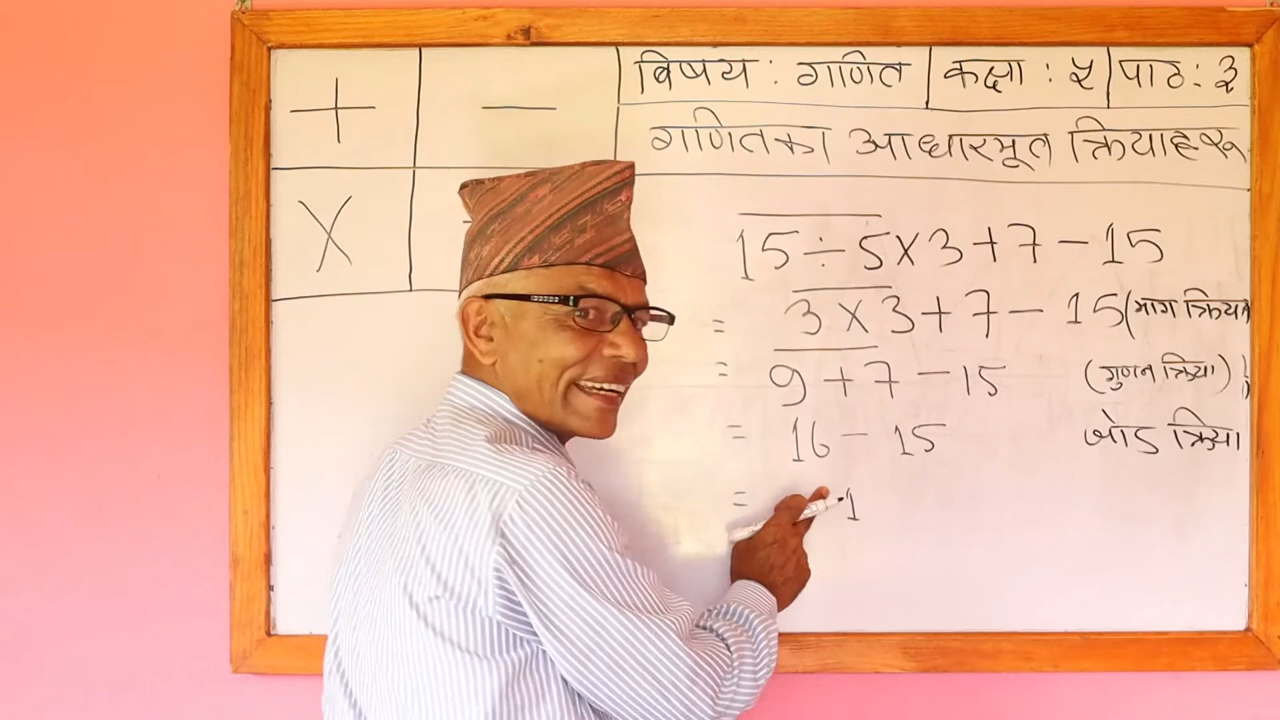 + −
विषय : गणित कक्षा : ५ पाठ : ३
गणितका आधारभूत क्रियाहरू
X
15 ÷ 5 X 3 + 7 − 15
= 3 X 3 + 7 − 15 (भाग क्रिया)
= 9 + 7 − 15 (गुणन क्रिया)
= 16 − 15 जोड क्रिया
= 1